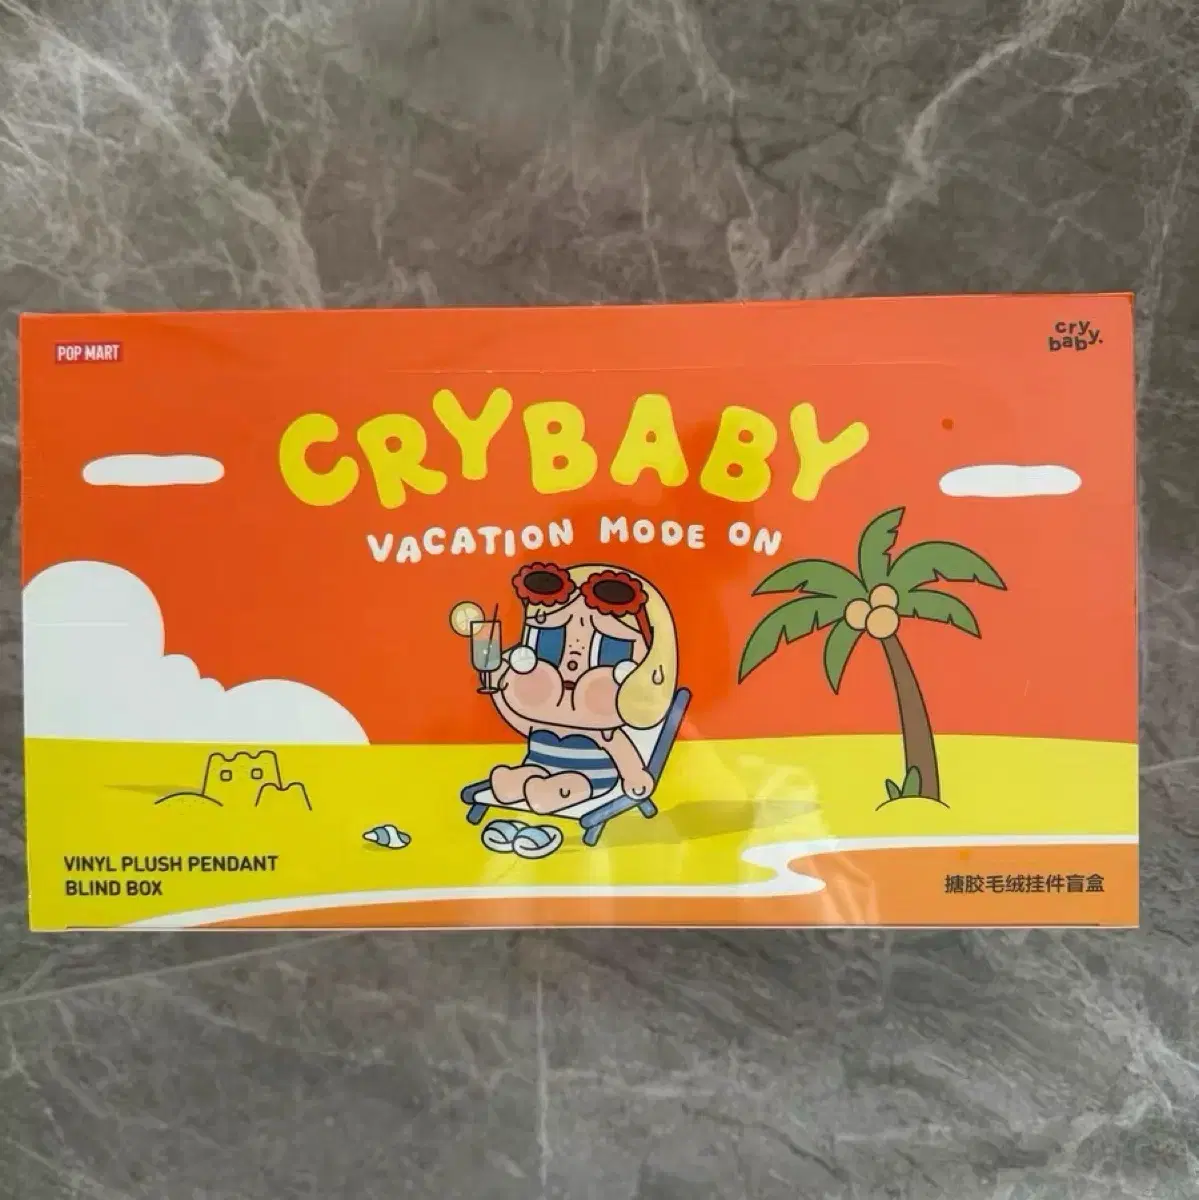 POP MART
cry
baby.
CRYBABY
VACATION MODE ON
VINYL PLUSH PENDANT
BLIND BOX
搪胶毛绒挂件盲盒